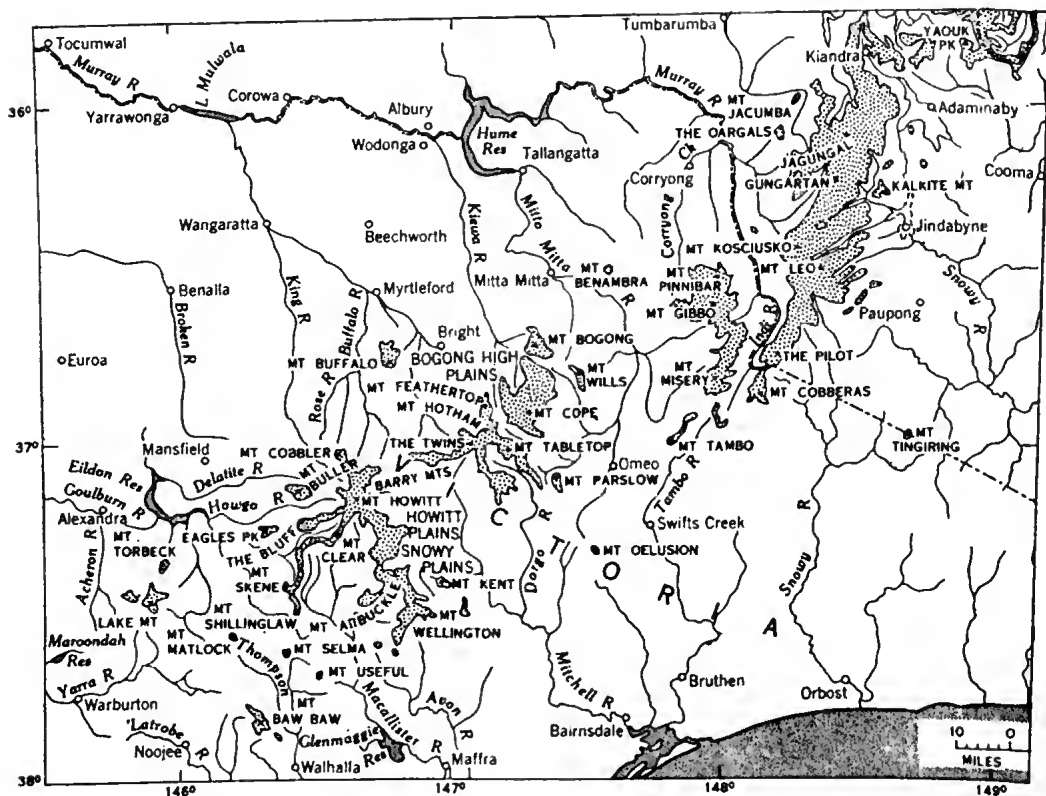 Tocumwal
Murray R
L Mulwala
Yarrawonga
Corowa
Albury
Wodonga
Hume
Res
Tallangatta
Tumbarumba
Murray R
Kiandra
YAOUK
PK
Adaminaby
Cooma
MT
JACUMBA
THE OARGALS
JAGUNGAL
GUNGARTAN
KALKITE MT
Jindabyne
Corryong
Corryong
Ck
36°
Wangaratta
Beechworth
Kiewa R
Mitto
Mitta
R
Mitta Mitta
MT
BENAMBRA
MT KOSCIUSKO
MT LEO
MT
PINNIBAR
MT GIBBO
Indi R
Snowy
R
Paupong
Benalla
Broken R
King R
Myrtleford
Buffalo R
Euroa
Bright
MT BUFFALO
Rose R
BOGONG HIGH
PLAINS
MT BOGONG
MT
WILLS
MT FEATHERTOP
MT HOTHAM
MT COPE
MT
MISERY
THE PILOT
MT COBBERAS
MT
TINGIRING
37°
Mansfield
MT COBBLER
THE TWINS
MT TABLETOP
MT TAMBO
Omeo
MT PARSLOW
Tambo R
Swifts Creek
Eildon Res
Goulburn R
Delatite R
Howgo R
MT
BULLER
BARRY MTS
MT HOWITT
HOWITT
PLAINS
SNOWY
PLAINS
Alexandra
Acheron R
MT
TORBECK
EAGLES PK
THE BLUFF
MT
CLEAR
MT
SKENE
MT KENT
Dargo
R
MT OELUSION
V I C T O R I A
Snowy R
LAKE MT
MT
MATLOCK
MT
SHILLINGLAW
MT ARBUCKLE
MT
WELLINGTON
Maroondah
Res
Yarra R
Warburton
Thompson
MT SELMA
MT USEFUL
Macallister
R
Avon
R
Mitchell R
Bruthen
Orbost
Bairnsdale
'Latrobe
R
Noojee
MT
BAW BAW
Glenmaggie
Res
Walhalla
Maffra
10 0
MILES
38°
146° 147° 148° 149°